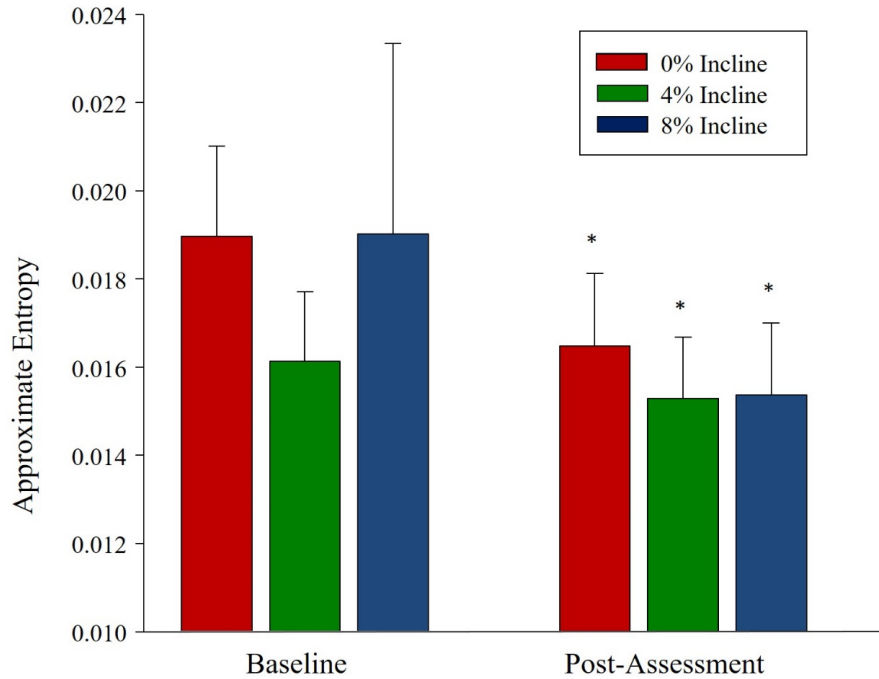 0.024
0.022
0.020
0.018
0.016
0.014
0.012
0.010
Approximate Entropy
0% Incline
4% Incline
8% Incline
*
*
*
Baseline
Post-Assessment